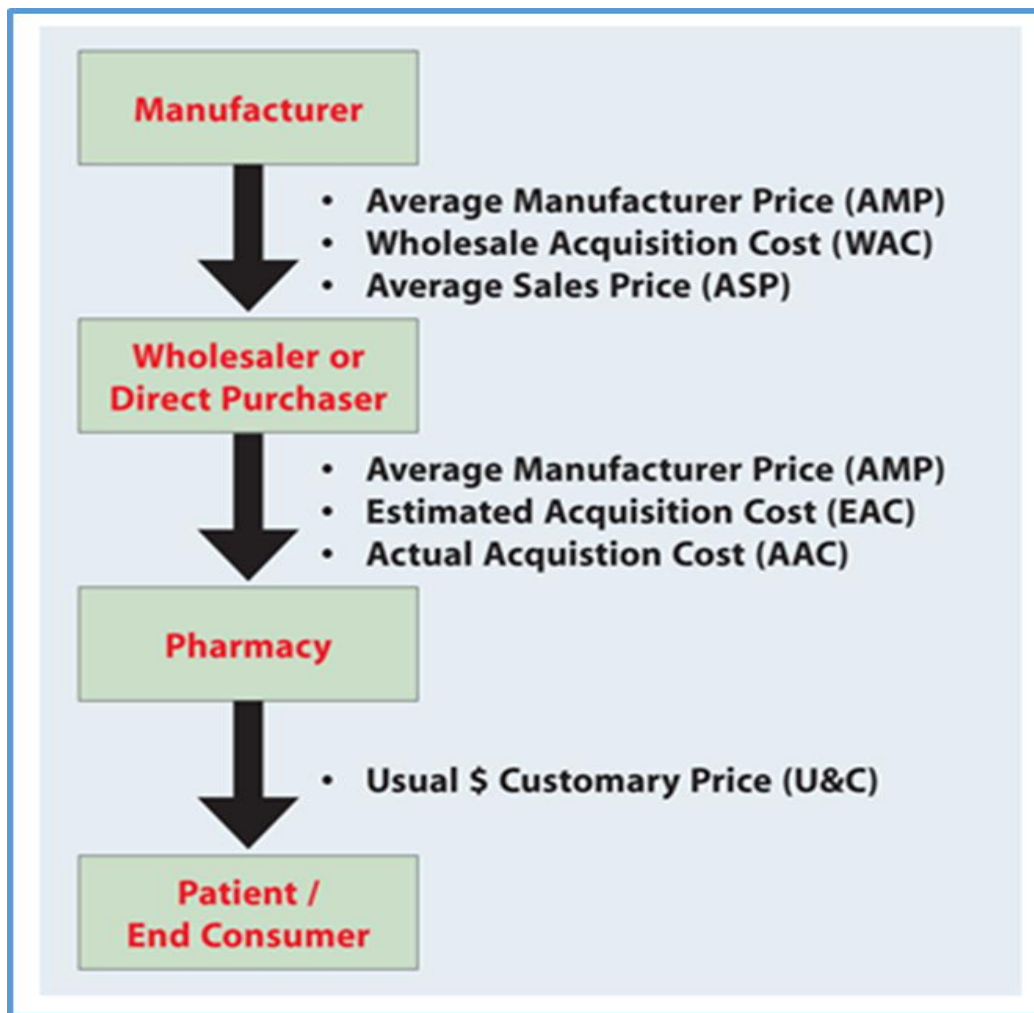 Manufacturer
• Average Manufacturer Price (AMP)
• Wholesale Acquisition Cost (WAC)
• Average Sales Price (ASP)
Wholesaler or
Direct Purchaser
• Average Manufacturer Price (AMP)
• Estimated Acquisition Cost (EAC)
• Actual Acquistion Cost (AAC)
Pharmacy
• Usual $ Customary Price (U&C)
Patient /
End Consumer